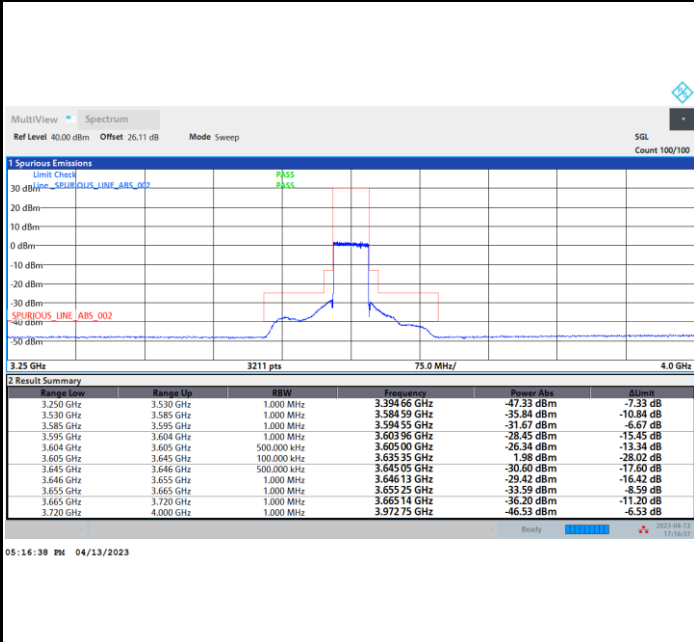 MultiView Spectrum
Ref Level 40.00 dBm Offset 26.11 dB Mode Sweep SGL
Count 100/100
1 Spurious Emissions
Limit Check PASS
Line _SPURIOUS_LINE_ABS_002 PASS
30 dBm
20 dBm
10 dBm
0 dBm
-10 dBm
-20 dBm
-30 dBm
_SPURIOUS_LINE_ABS_002
-40 dBm
-50 dBm
3.25 GHz 3211 pts 75.0 MHz/ 4.0 GHz
2 Result Summary
Range Low Range Up RBW Frequency Power Abs ΔLimit
3.250 GHz 3.530 GHz 1.000 MHz 3.394 66 GHz -47.33 dBm -7.33 dB
3.530 GHz 3.585 GHz 1.000 MHz 3.584 59 GHz -35.84 dBm -10.84 dB
3.585 GHz 3.595 GHz 1.000 MHz 3.594 55 GHz -31.67 dBm -6.67 dB
3.595 GHz 3.604 GHz 1.000 MHz 3.603 96 GHz -28.45 dBm -15.45 dB
3.604 GHz 3.605 GHz 500.000 kHz 3.605 00 GHz -26.34 dBm -13.34 dB
3.605 GHz 3.645 GHz 100.000 kHz 3.635 35 GHz 1.98 dBm -28.02 dB
3.645 GHz 3.646 GHz 500.000 kHz 3.645 05 GHz -30.60 dBm -17.60 dB
3.646 GHz 3.655 GHz 1.000 MHz 3.646 13 GHz -29.42 dBm -16.42 dB
3.655 GHz 3.665 GHz 1.000 MHz 3.655 25 GHz -33.59 dBm -8.59 dB
3.665 GHz 3.720 GHz 1.000 MHz 3.665 14 GHz -36.20 dBm -11.20 dB
3.720 GHz 4.000 GHz 1.000 MHz 3.972 75 GHz -46.53 dBm -6.53 dB
Ready 2023-04-13
17:16:37
05:16:38 PM 04/13/2023